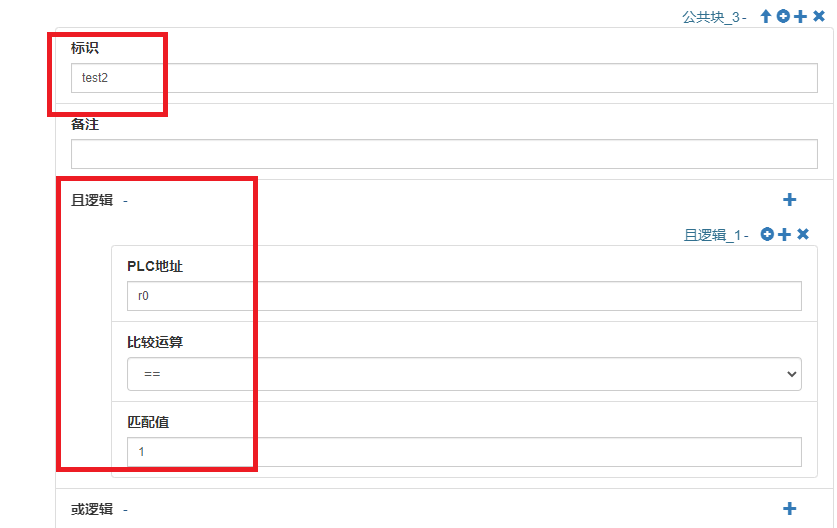 公共块_3 -
标识
test2
备注
且逻辑 -
且逻辑_1 -
PLC地址
r0
比较运算
==
匹配值
1
或逻辑 -